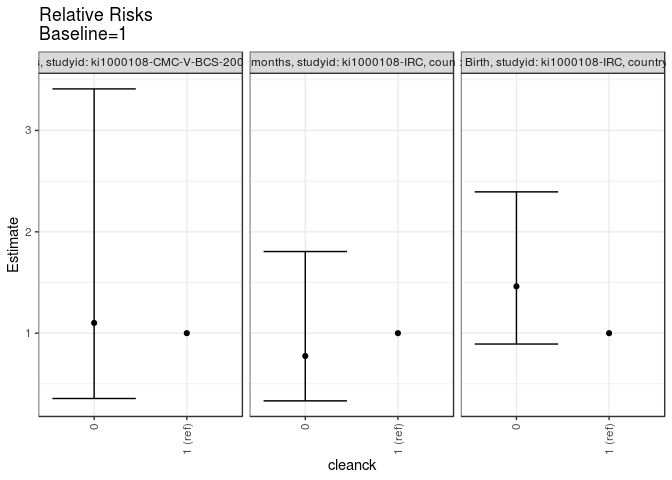 Relative Risks
Baseline=1
s, studyid: ki1000108-CMC-V-BCS-200
months, studyid: ki1000108-IRC, coun
: Birth, studyid: ki1000108-IRC, country
Estimate
3
2
1
0
1 (ref)
0
1 (ref)
0
1 (ref)
cleanck